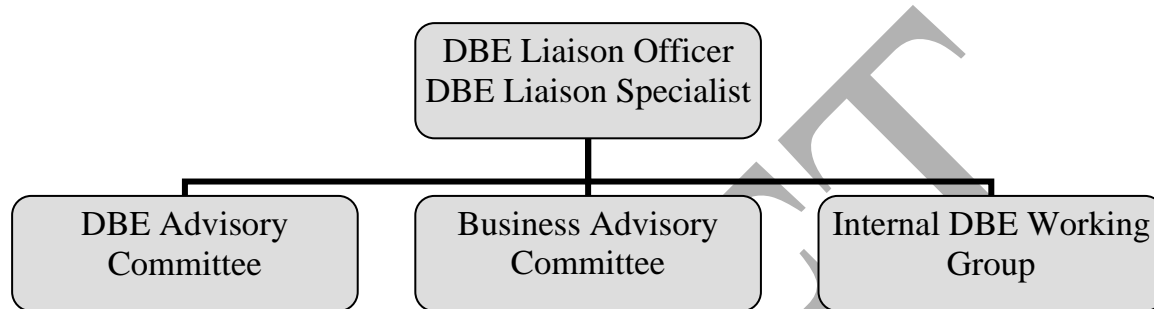 DBE Liaison Officer
DBE Liaison Specialist
DBE Advisory
Committee
Business Advisory
Committee
Internal DBE Working
Group